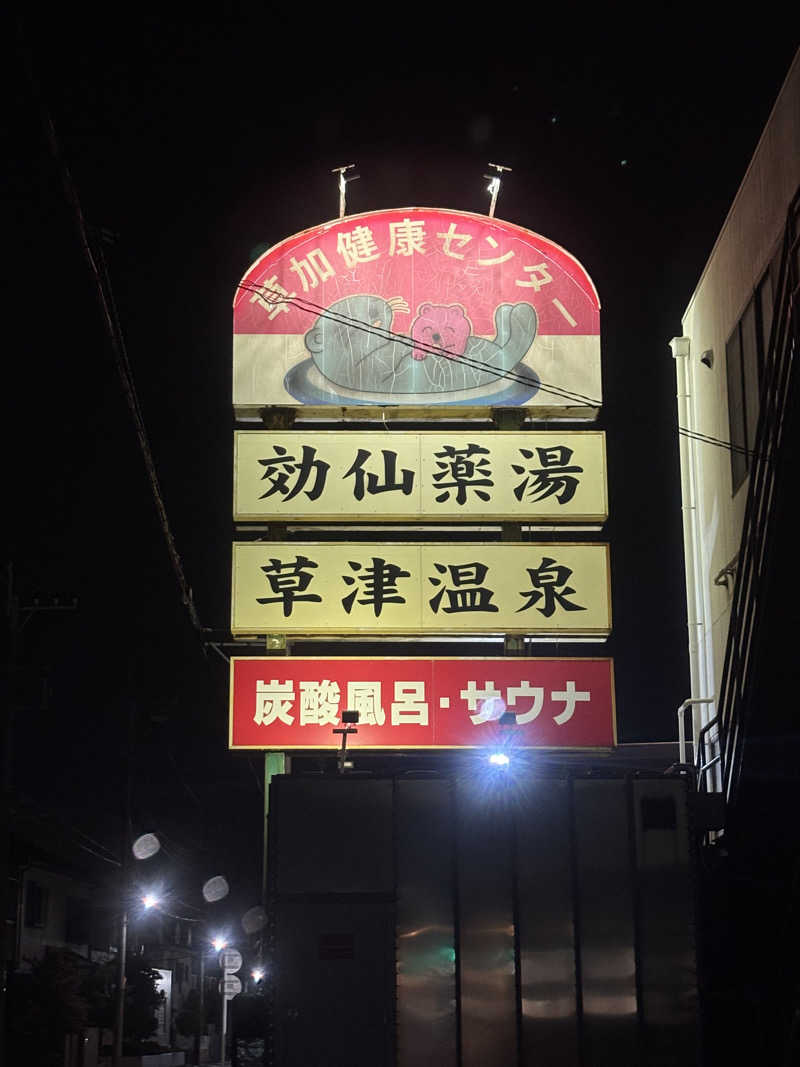 草加健康センター
効仙薬湯
草津温泉
炭酸風呂・サウナ